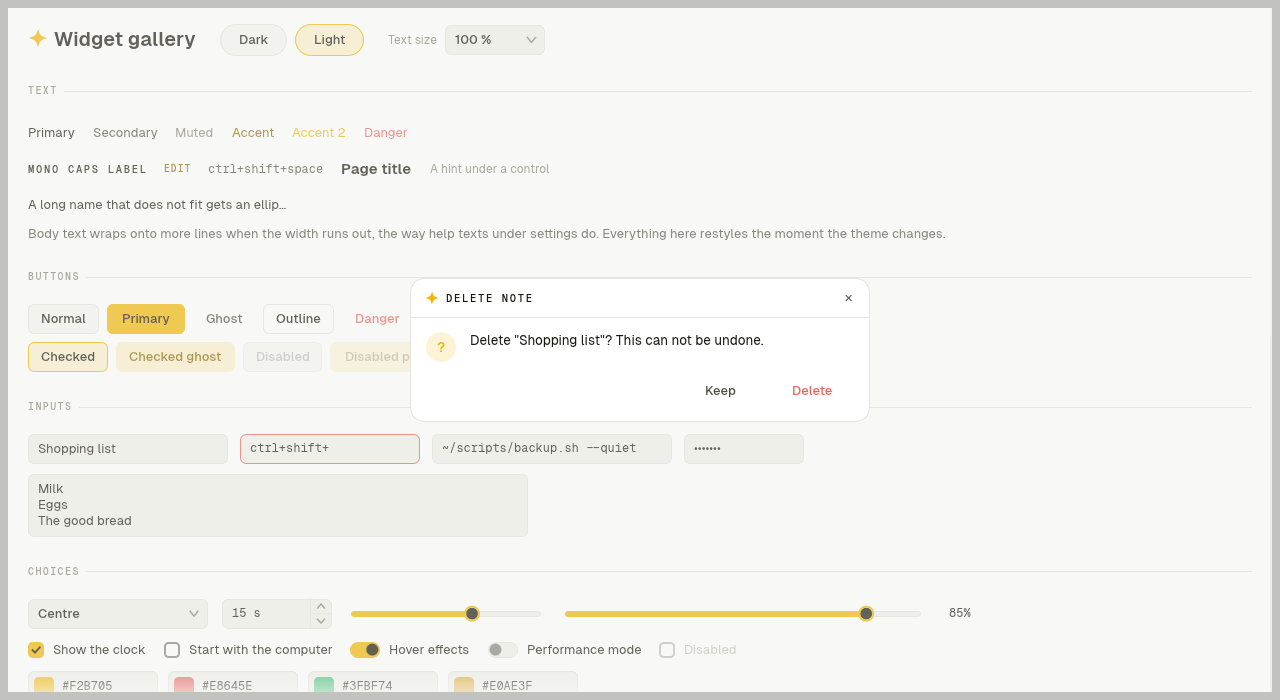 Widget gallery Dark Light Text size 100 %
TEXT
Primary Secondary Muted Accent Accent 2 Danger
MONO CAPS LABEL EDIT ctrl+shift+space Page title A hint under a control
A long name that does not fit gets an ellip…
Body text wraps onto more lines when the width runs out, the way help texts under settings do. Everything here restyles the moment the theme changes.
BUTTONS
Normal Primary Ghost Outline Danger
Checked Checked ghost Disabled Disabled p
DELETE NOTE ×
? Delete "Shopping list"? This can not be undone.
Keep Delete
INPUTS
Shopping list ctrl+shift+ ~/scripts/backup.sh --quiet •••••••
Milk
Eggs
The good bread
CHOICES
Centre 15 s 85%
Show the clock Start with the computer Hover effects Performance mode Disabled
#F2B705 #E8645E #3FBF74 #E0AE3F